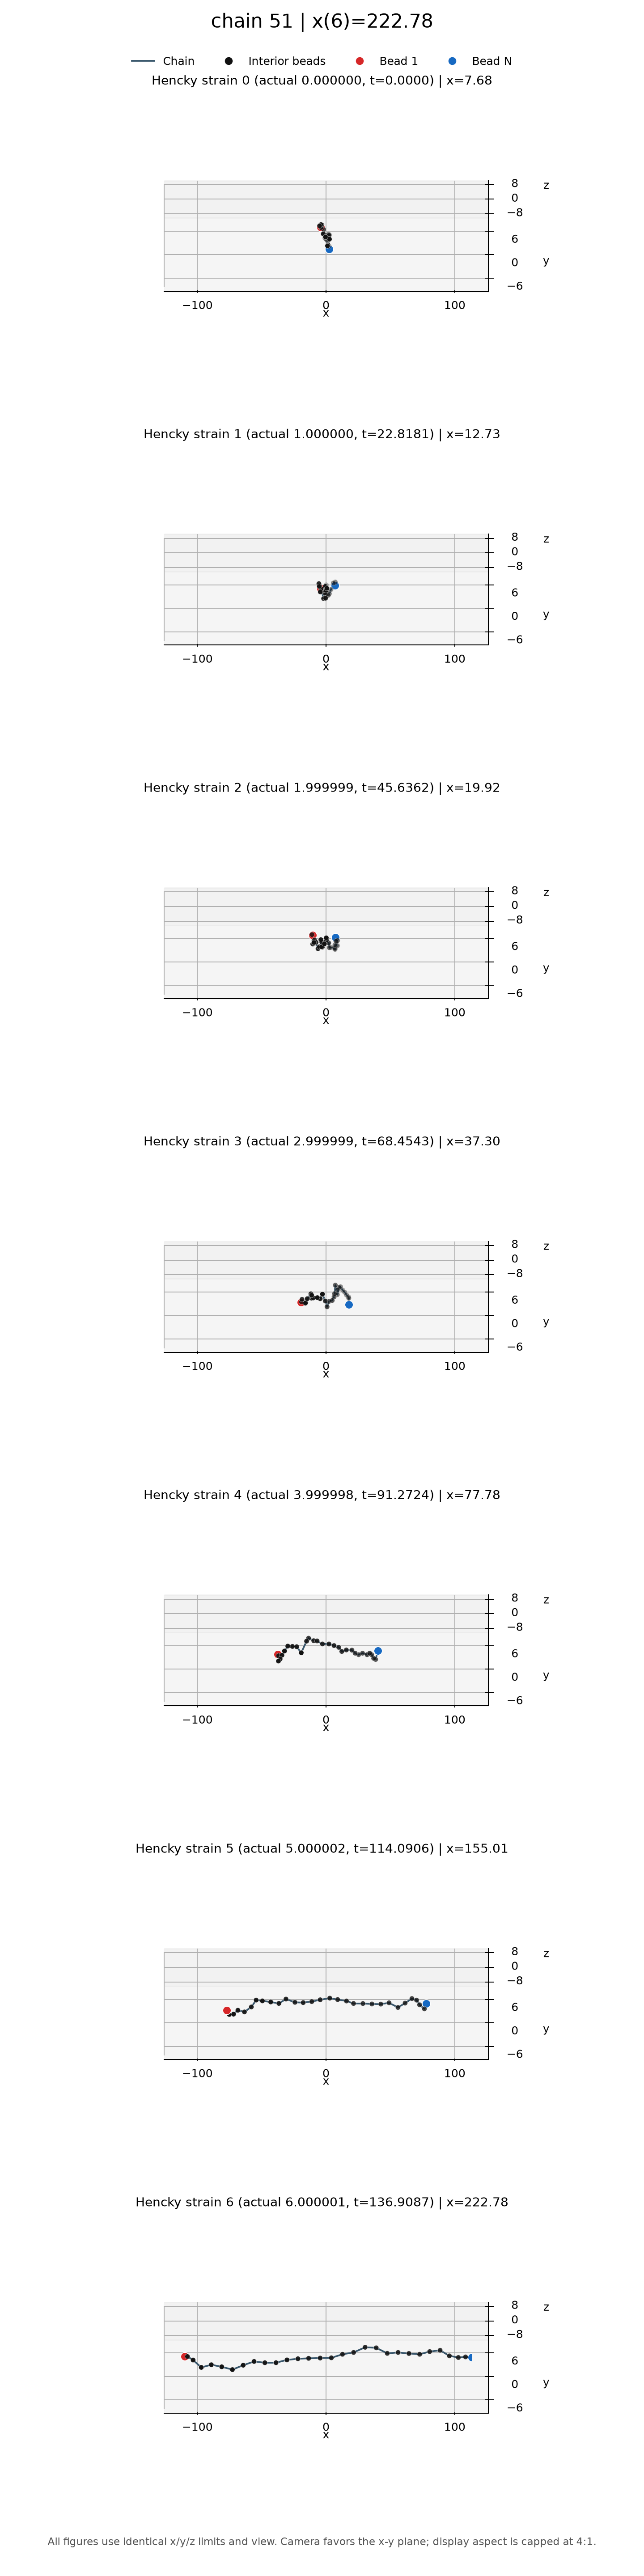 chain 51 | x(6)=222.78
Chain Interior beads Bead 1 Bead N
Hencky strain 0 (actual 0.000000, t=0.0000) | x=7.68
8 z
0
−8
6
0 y
−6
−100 0 100
x
Hencky strain 1 (actual 1.000000, t=22.8181) | x=12.73
8 z
0
−8
6
0 y
−6
−100 0 100
x
Hencky strain 2 (actual 1.999999, t=45.6362) | x=19.92
8 z
0
−8
6
0 y
−6
−100 0 100
x
Hencky strain 3 (actual 2.999999, t=68.4543) | x=37.30
8 z
0
−8
6
0 y
−6
−100 0 100
x
Hencky strain 4 (actual 3.999998, t=91.2724) | x=77.78
8 z
0
−8
6
0 y
−6
−100 0 100
x
Hencky strain 5 (actual 5.000002, t=114.0906) | x=155.01
8 z
0
−8
6
0 y
−6
−100 0 100
x
Hencky strain 6 (actual 6.000001, t=136.9087) | x=222.78
8 z
0
−8
6
0 y
−6
−100 0 100
x
All figures use identical x/y/z limits and view. Camera favors the x-y plane; display aspect is capped at 4:1.